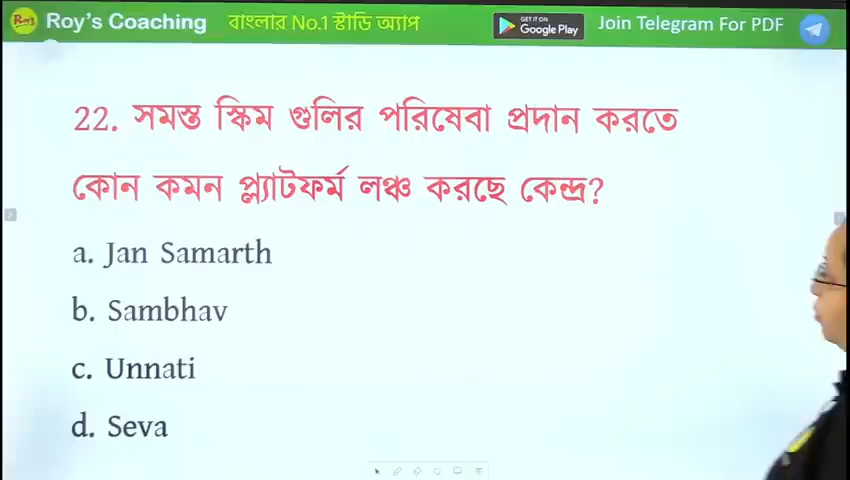 Roy's Coaching বাংলার No.1 স্টাডি অ্যাপ GET IT ON Google Play Join Telegram For PDF
22. সমস্ত স্কিম গুলির পরিষেবা প্রদান করতে
কোন কমন প্ল্যাটফর্ম লঞ্চ করছে কেন্দ্র?
a. Jan Samarth
b. Sambhav
c. Unnati
d. Seva